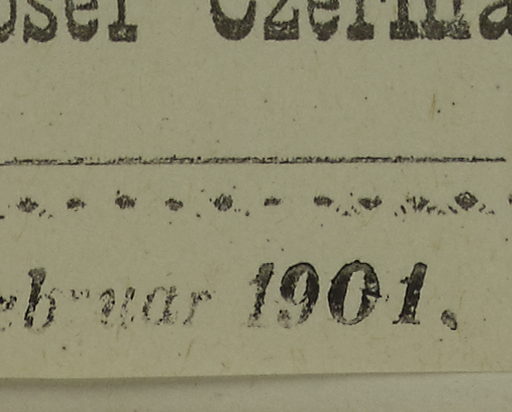 osef Czerma
ebruar 1901.